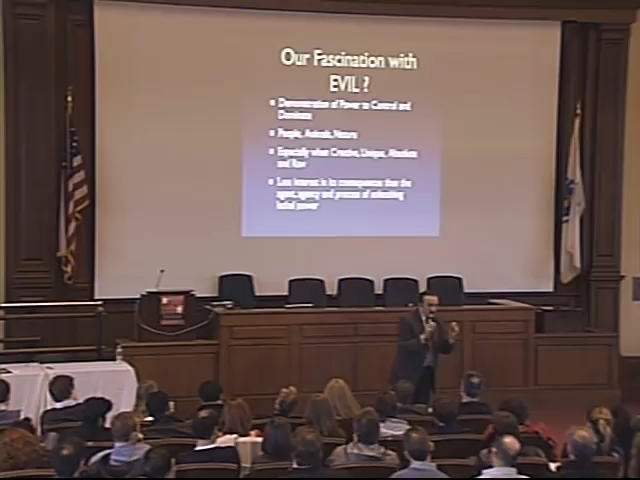 Our Fascination with
EVIL ?
Demonstration of Power to Control and
Dominate
People, Animals, Nature
Especially when Creative, Unique, Absolute
and Raw
Less interest in its consequences than the
agent, agency and process of unleashing
lethal power